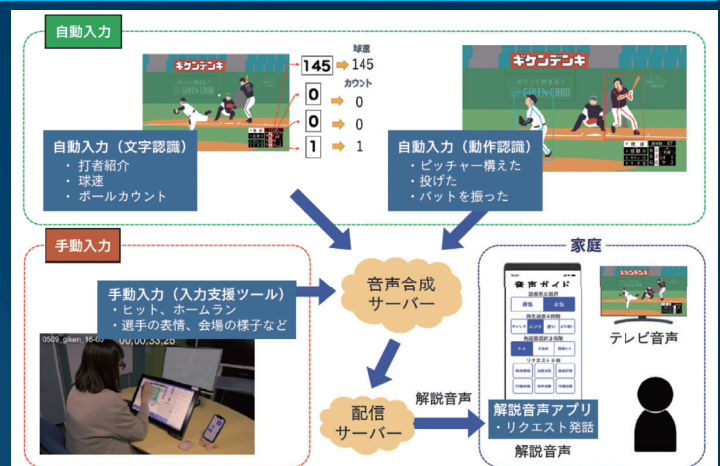 自動入力
ギケンデンキ
GIKEN CARD
球速
145 145
カウント
0 0
0 0
1 1
自動入力（文字認識）
・打者紹介
・球速
・ボールカウント
ギケンデンキ
GIKEN CARD
自動入力（動作認識）
・ピッチャー構えた
・投げた
・バットを振った
手動入力
手動入力（入力支援ツール）
・ヒット、ホームラン
・選手の表情、会場の様子など
0509_giken_16-05
00;00;33;25
音声合成
サーバー
配信
サーバー
解説音声
家庭
音声ガイド
ギケンデンキ
テレビ音声
解説音声アプリ
・リクエスト発話
解説音声